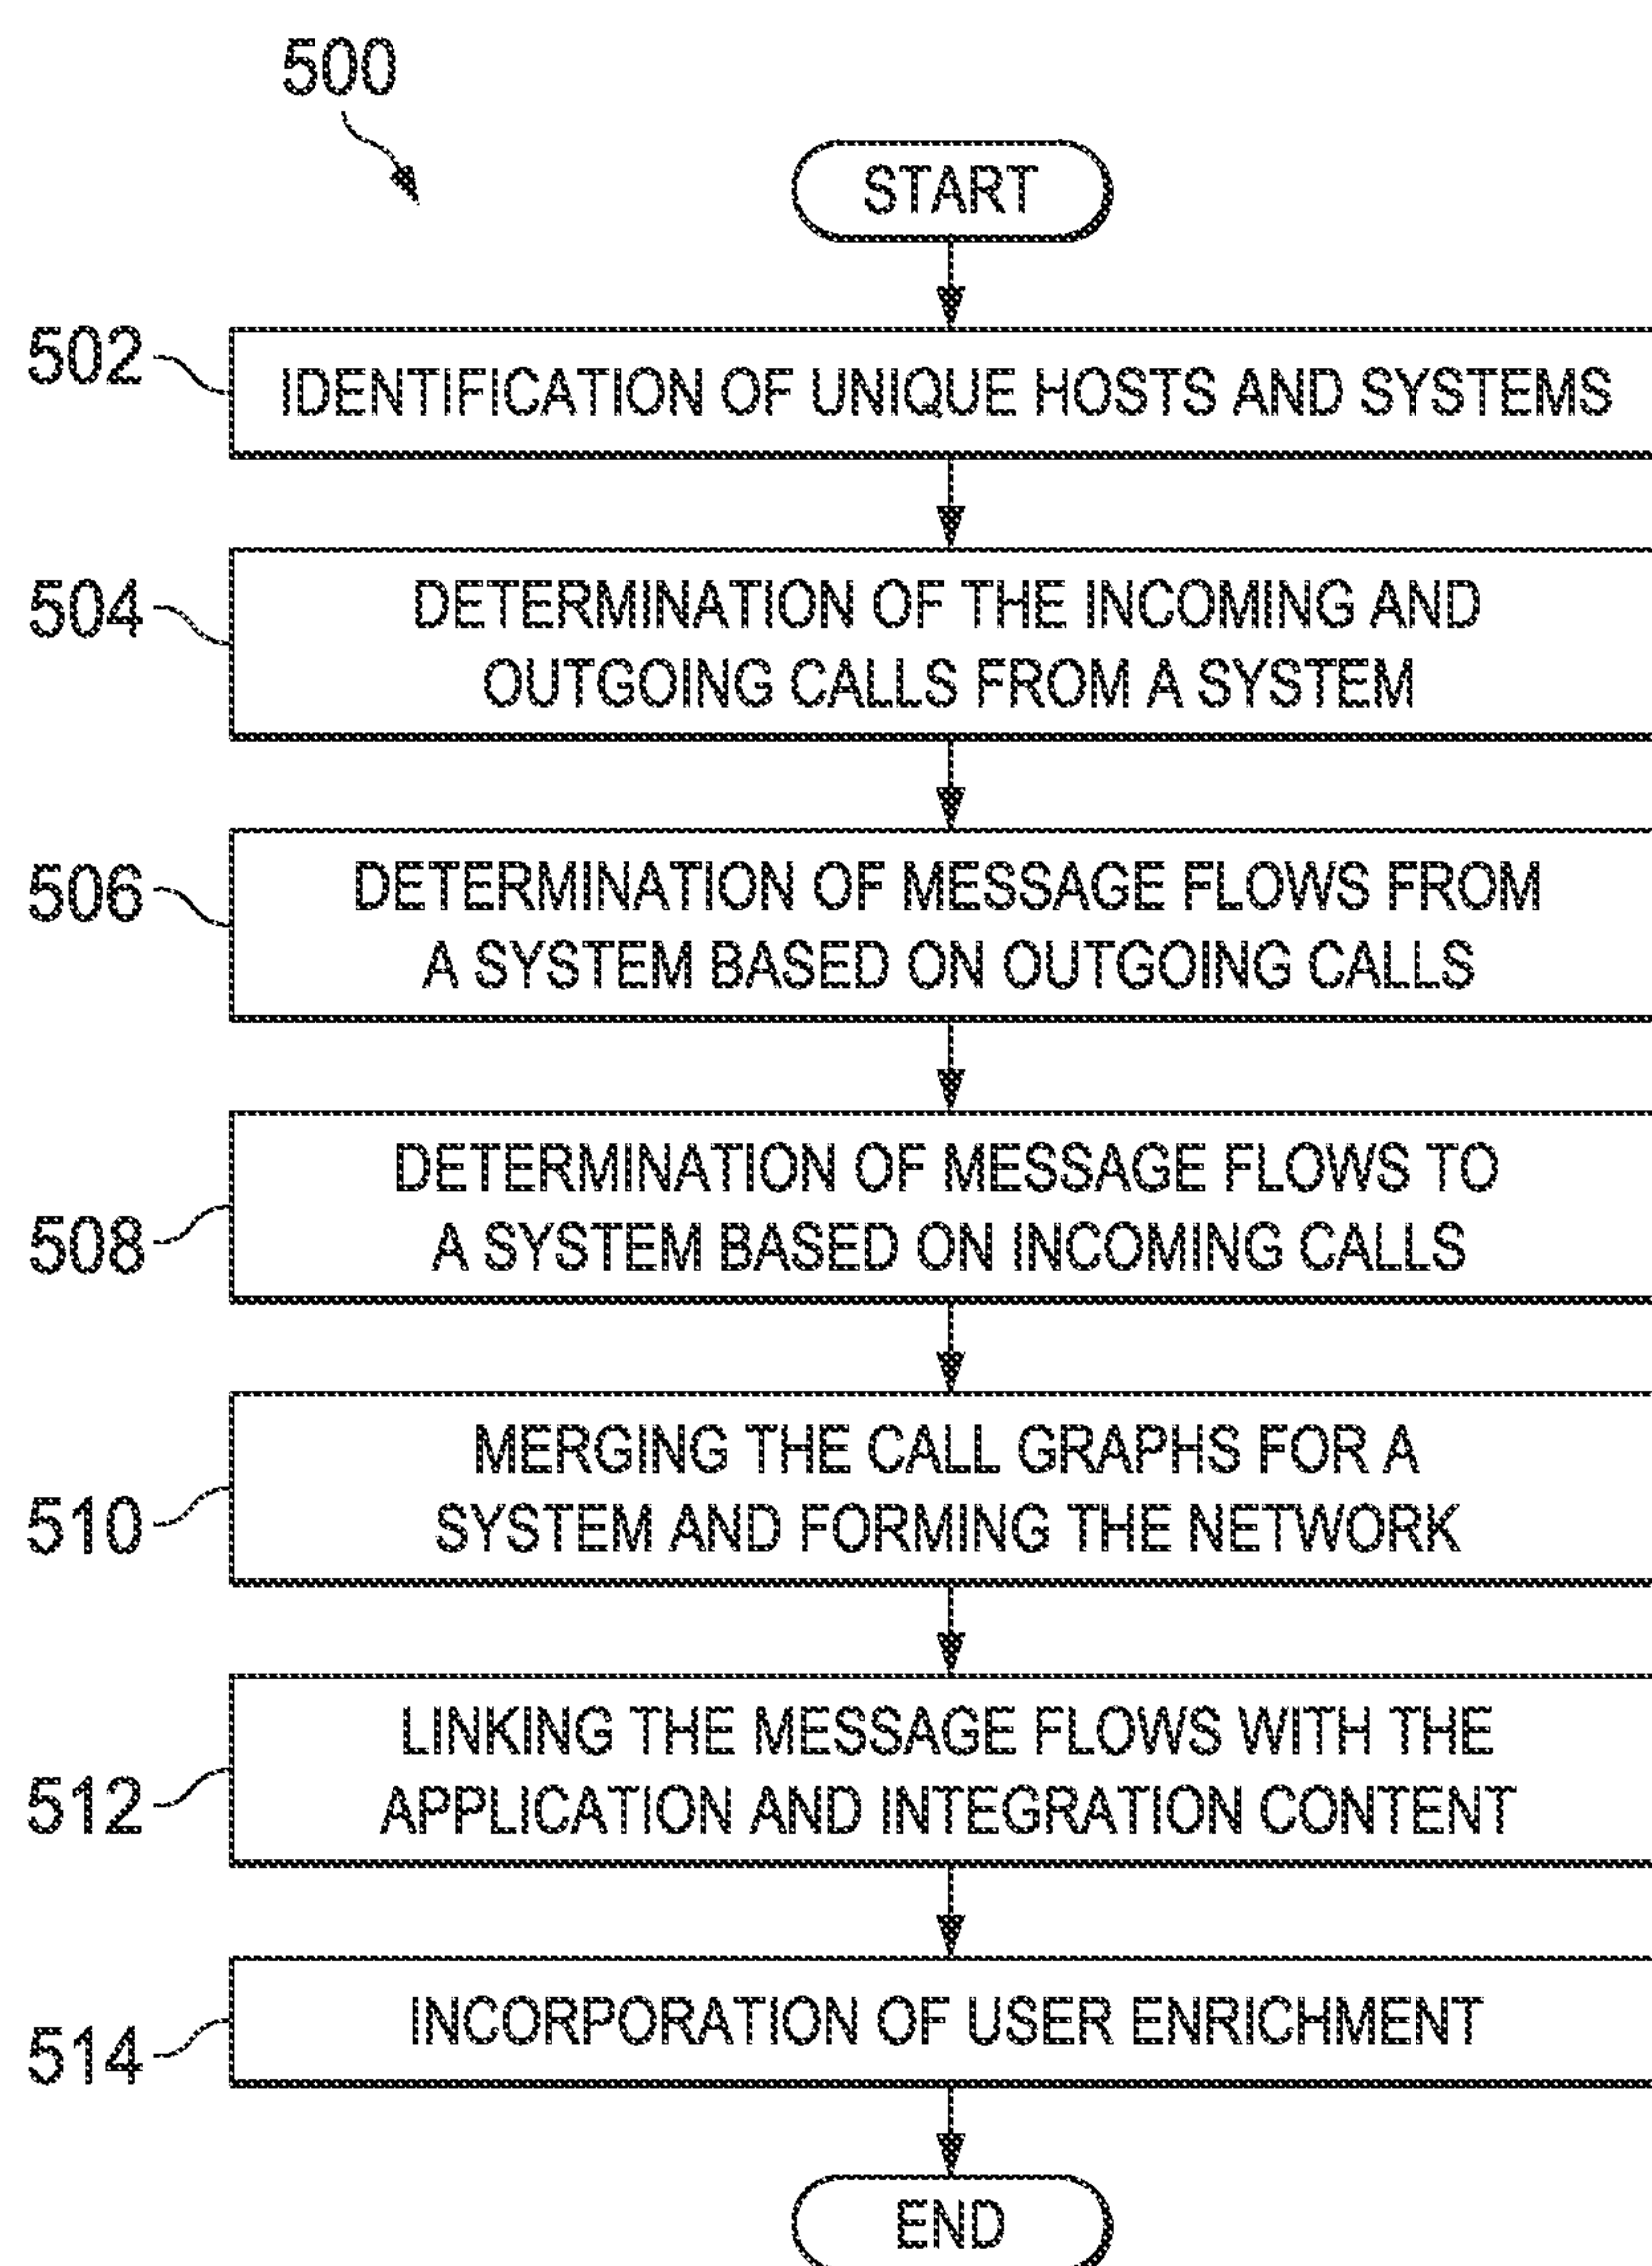 500
START
502
IDENTIFICATION OF UNIQUE HOSTS AND SYSTEMS
504
DETERMINATION OF THE INCOMING AND
OUTGOING CALLS FROM A SYSTEM
506
DETERMINATION OF MESSAGE FLOWS FROM
A SYSTEM BASED ON OUTGOING CALLS
508
DETERMINATION OF MESSAGE FLOWS TO
A SYSTEM BASED ON INCOMING CALLS
510
MERGING THE CALL GRAPHS FOR A
SYSTEM AND FORMING THE NETWORK
512
LINKING THE MESSAGE FLOWS WITH THE
APPLICATION AND INTEGRATION CONTENT
514
INCORPORATION OF USER ENRICHMENT
END